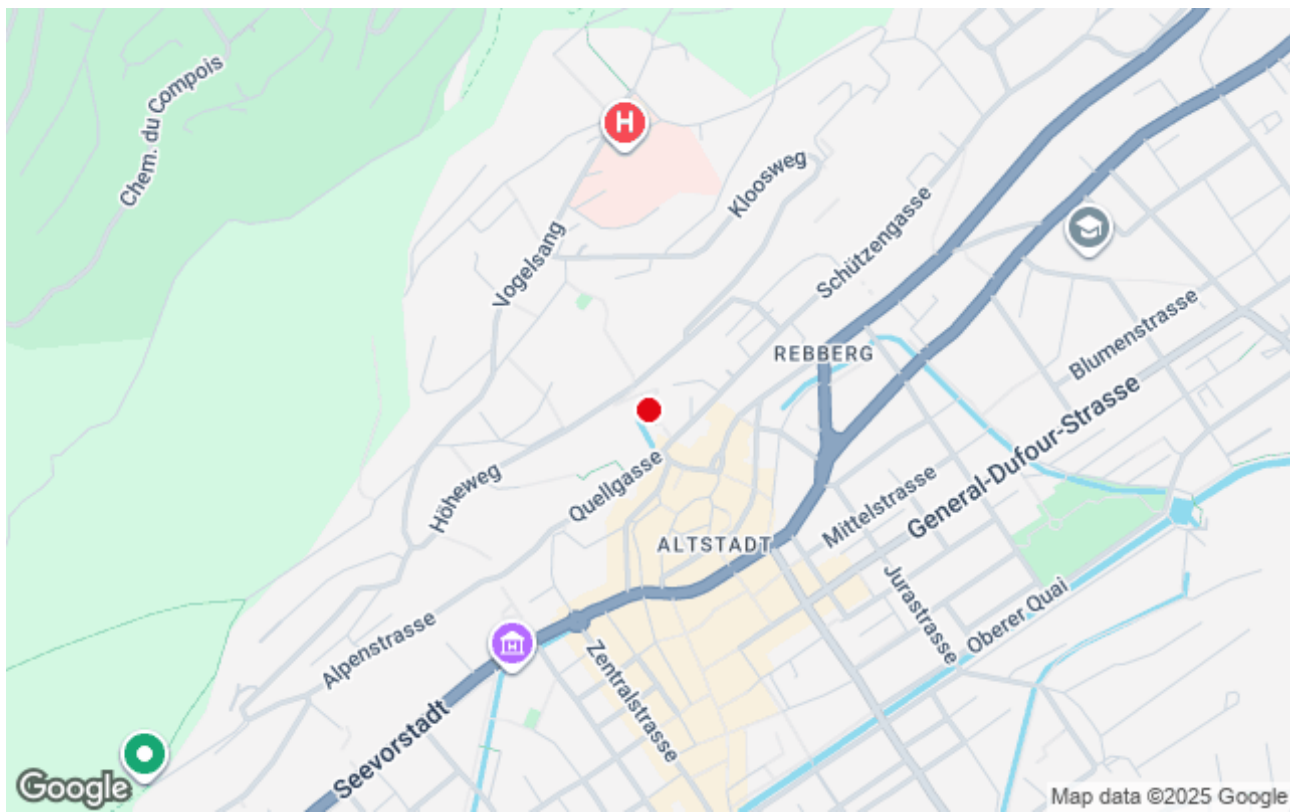 Chem. du Compois
H
Kloosweg
Vogelsang
Schützengasse
REBBERG
Blumenstrasse
General-Dufour-Strasse
Höheweg
Quellgasse
Mittelstrasse
ALTSTADT
Jurastrasse
Oberer Quai
Alpenstrasse
Zentralstrasse
Seevorstadt
Google
Map data ©2025 Google